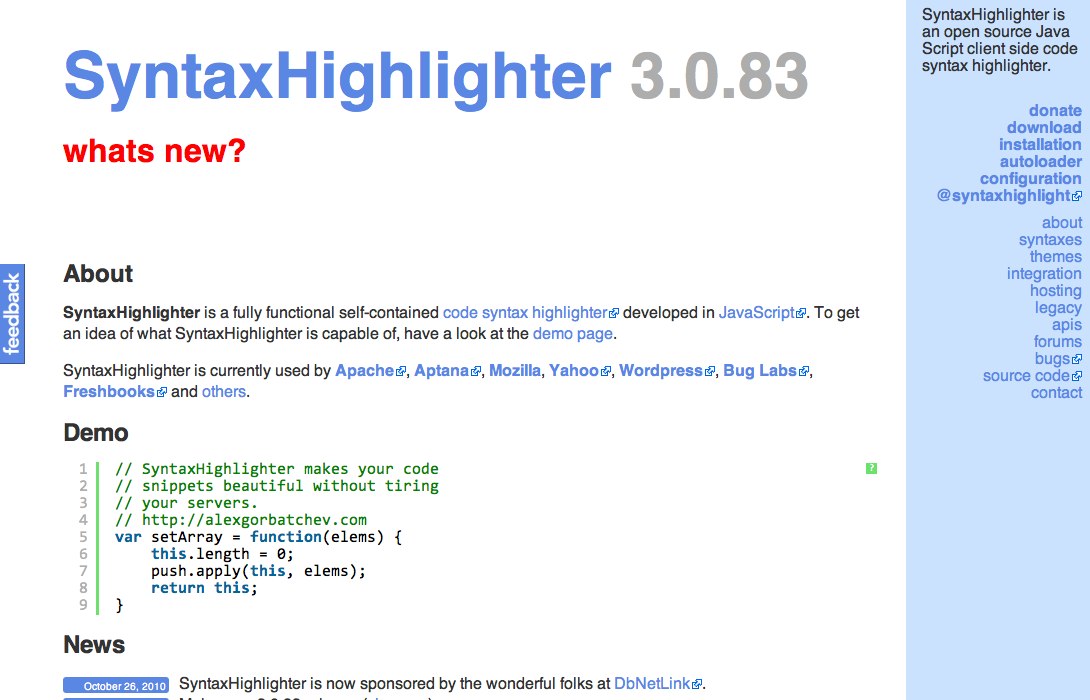 SyntaxHighlighter 3.0.83
whats new?
feedback
About
SyntaxHighlighter is a fully functional self-contained code syntax highlighter developed in JavaScript. To get
an idea of what SyntaxHighlighter is capable of, have a look at the demo page.
SyntaxHighlighter is currently used by Apache, Aptana, Mozilla, Yahoo, Wordpress, Bug Labs,
Freshbooks and others.
Demo
1 // SyntaxHighlighter makes your code
2 // snippets beautiful without tiring
3 // your servers.
4 // http://alexgorbatchev.com
5 var setArray = function(elems) {
6     this.length = 0;
7     push.apply(this, elems);
8     return this;
9 }
?
News
October 26, 2010 SyntaxHighlighter is now sponsored by the wonderful folks at DbNetLink.
SyntaxHighlighter is
an open source Java
Script client side code
syntax highlighter.
donate
download
installation
autoloader
configuration
@syntaxhighlight
about
syntaxes
themes
integration
hosting
legacy
apis
forums
bugs
source code
contact